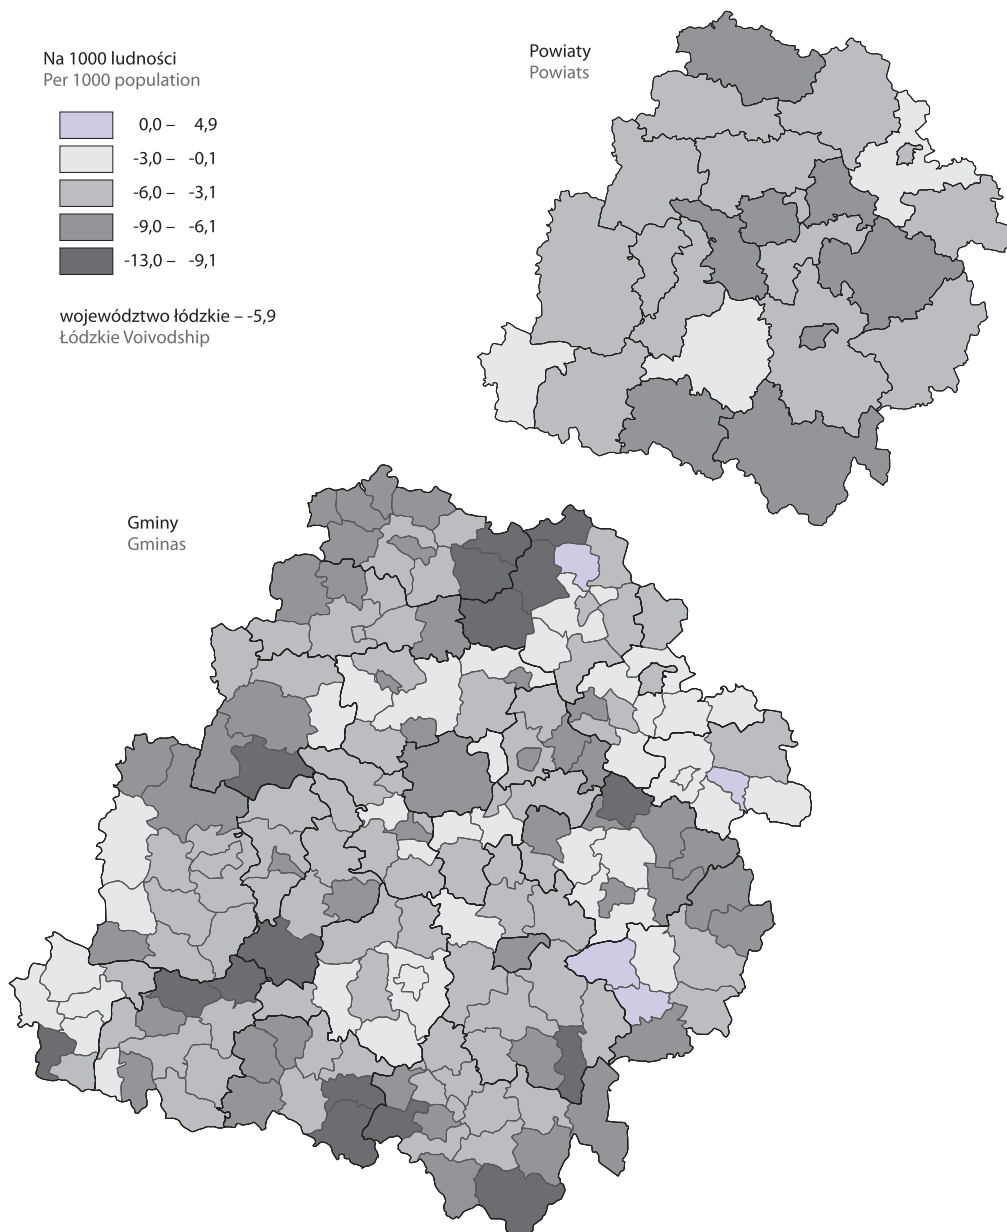 Na 1000 ludności
Per 1000 population
0,0 – 4,9
-3,0 – -0,1
-6,0 – -3,1
-9,0 – -6,1
-13,0 – -9,1
województwo łódzkie – -5,9
Łódzkie Voivodship
Powiaty
Powiats
Gminy
Gminas